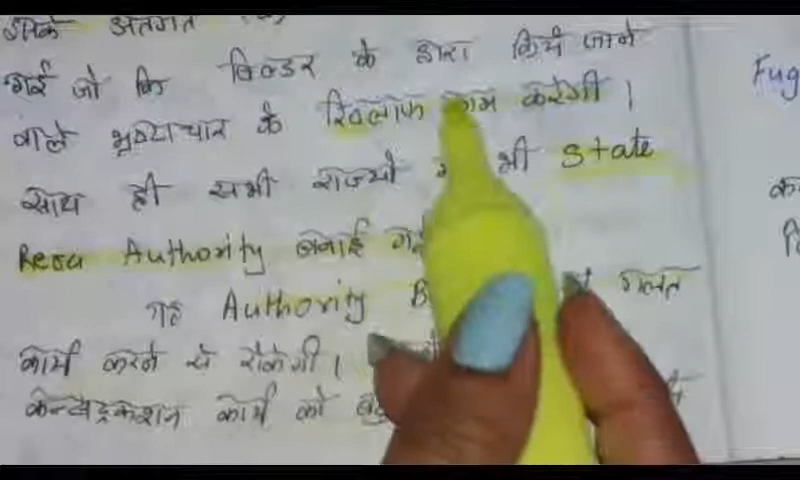 इसके अंतर्गत
गई जो कि बिल्डर के द्वारा किये जाने
वाले भ्रष्टाचार के खिलाफ काम करेगी।
साथ ही सभी राज्यों भी State
Rera Authority बनाई
यह Authority गलत
कार्य करने से रोकेगी।
कन्सट्रक्शन कार्य को
Fug